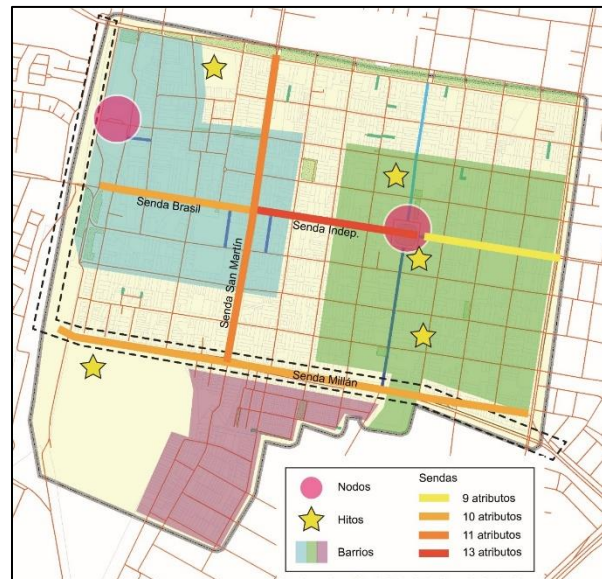 Senda Brasil
Senda Indep.
Senda San Martín
Senda Millán
Nodos
Hitos
Barrios
Sendas
9 atributos
10 atributos
11 atributos
13 atributos